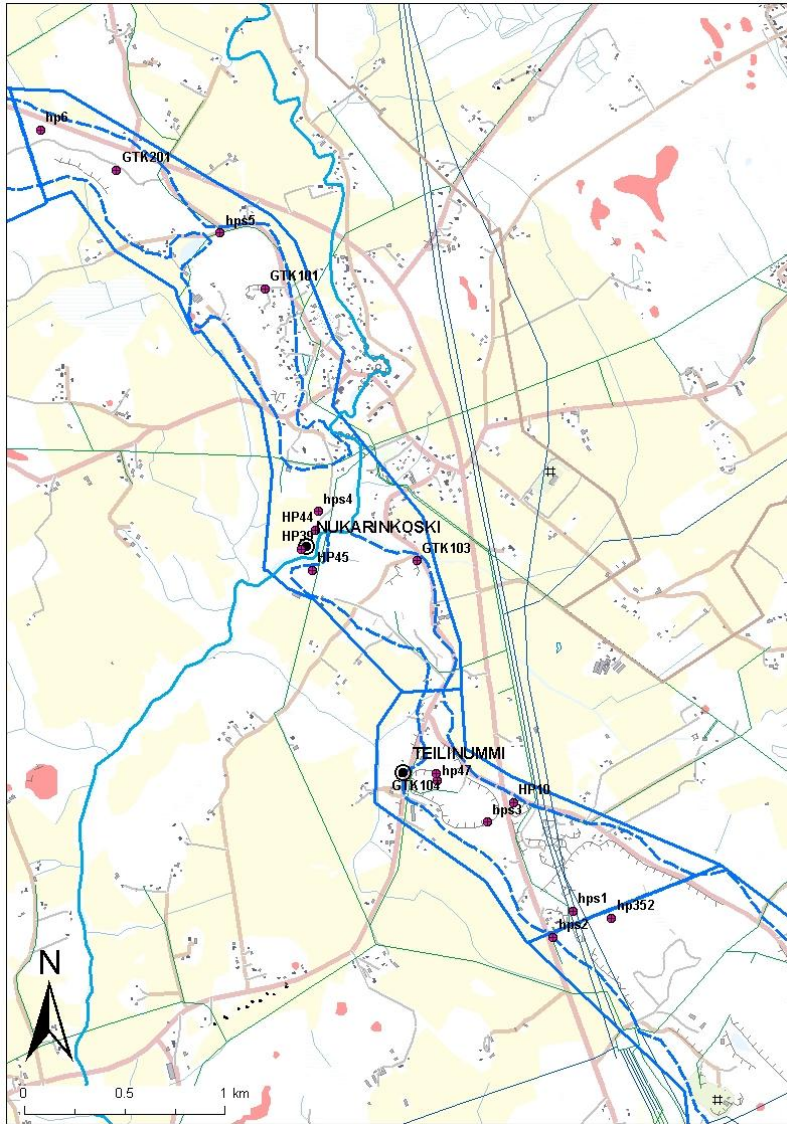 hp6
GTK201
hps5
GTK101
hps4
HP44
NUKARINKOSKI
HP39
HP45
GTK103
TEILINUMMI
hp47
GTK104
HP10
hps3
hps1
hp352
hps2
N
0 0.5 1 km